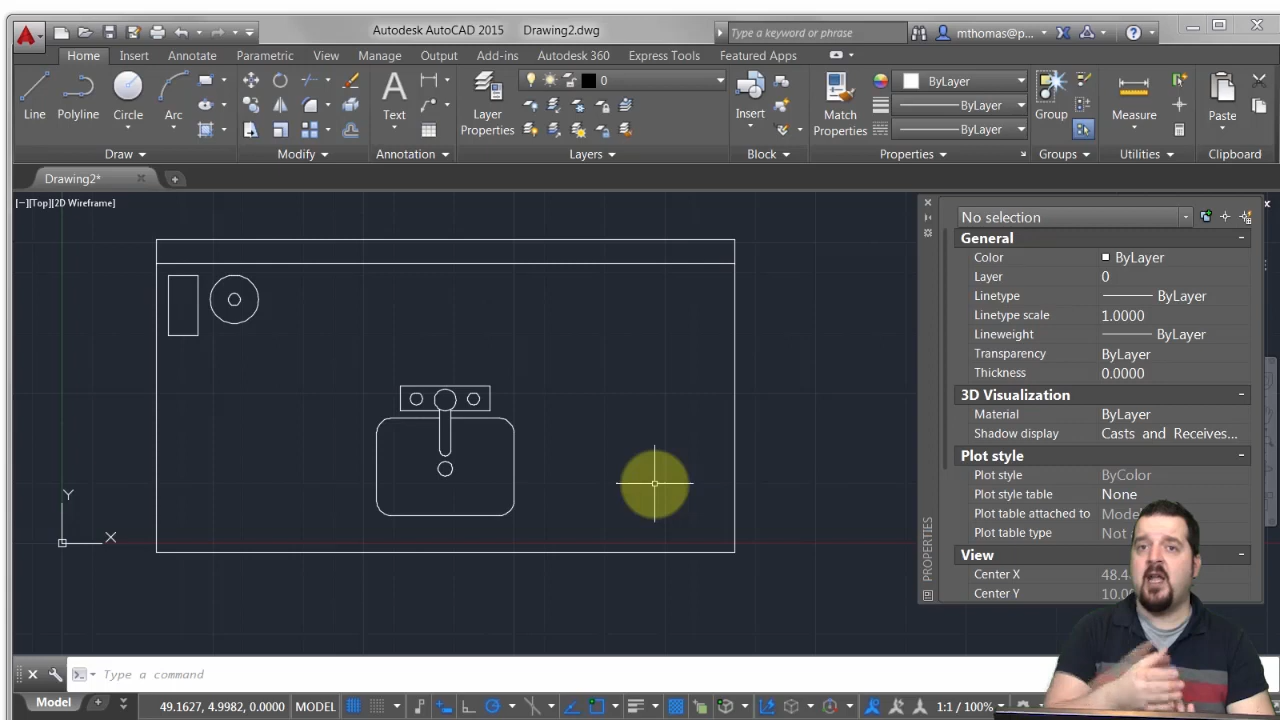 Autodesk AutoCAD 2015 Drawing2.dwg
Type a keyword or phrase
mthomas@p...
Home Insert Parametric View Manage Output Add-ins Autodesk 360 Express Tools Featured Apps
Line Polyline Circle Arc
Text
Layer Properties
0
Insert
Match Properties
ByLayer
ByLayer
ByLayer
Group
Measure
Paste
Draw Modify Annotation Layers Block Properties Groups Utilities Clipboard
Drawing2*
[−][Top][2D Wireframe]
Y
X
No selection
General
Color ByLayer
Layer 0
Linetype ByLayer
Linetype scale 1.0000
Lineweight ByLayer
Transparency ByLayer
Thickness 0.0000
3D Visualization
Material ByLayer
Shadow display Casts and Receives...
Plot style
Plot style ByColor
Plot style table None
Plot table attached to
Plot table type Not
View
Center X
Center Y
PROPERTIES
Type a command
Model
49.1627, 4.9982, 0.0000 MODEL 1:1 / 100%